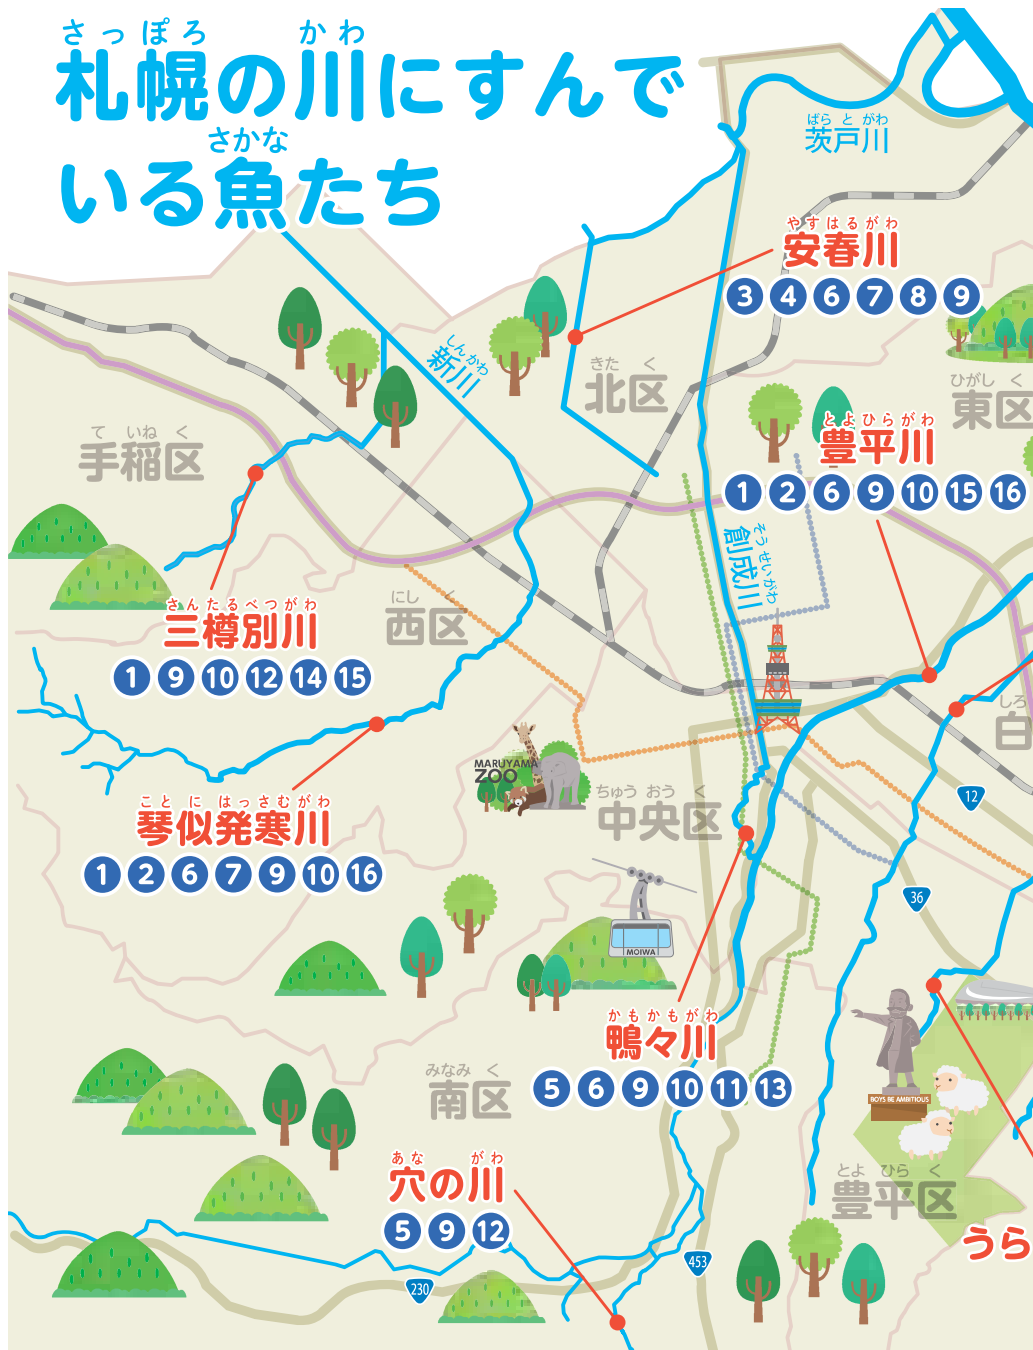 さっぽろ かわ
札幌の川にすんで
さかな
いる魚たち
ばら と がわ
茨戸川
やすはるがわ
安春川
3 4 6 7 8 9
しんかわ
新川
きた く
北区
ひがし く
東区
とよひらがわ
豊平川
1 2 6 9 10 15 16
て いね く
手稲区
そうせいがわ
創成川
にし く
西区
さんたるべつがわ
三樽別川
1 9 10 12 14 15
しろ
白
MARUYAMA
ZOO
ちゅう おう く
中央区
12
ことに はっさむがわ
琴似発寒川
1 2 6 7 9 10 16
36
MOIWA
かもかもがわ
鴨々川
5 6 9 10 11 13
みなみ く
南区
BOYS BE AMBITIOUS
あな がわ
穴の川
5 9 12
とよ ひら く
豊平区
うら
453
230